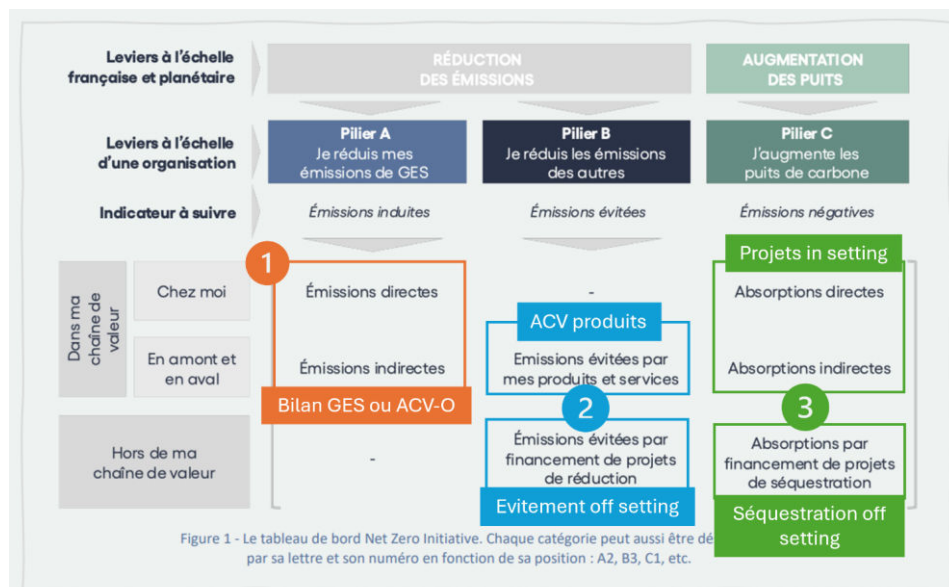 Leviers à l'échelle
française et planétaire
RÉDUCTION
DES ÉMISSIONS
AUGMENTATION
DES PUITS
Leviers à l'échelle
d'une organisation
Pilier A
Je réduis mes
émissions de GES
Pilier B
Je réduis les émissions
des autres
Pilier C
J'augmente les
puits de carbone
Indicateur à suivre
Émissions induites
Émissions évitées
Émissions négatives
1
Projets in setting
Dans ma
chaîne de
valeur
Chez moi
Émissions directes
-
Absorptions directes
ACV produits
En amont et
en aval
Émissions indirectes
Emissions évitées par
mes produits et services
Absorptions indirectes
Bilan GES ou ACV-O
2
3
Hors de ma
chaîne de valeur
-
Émissions évitées par
financement de projets
de réduction
Absorptions par
financement de projets
de séquestration
Evitement off setting
Séquestration off
setting
Figure 1 - Le tableau de bord Net Zero Initiative. Chaque catégorie peut aussi être dé
par sa lettre et son numéro en fonction de sa position : A2, B3, C1, etc.